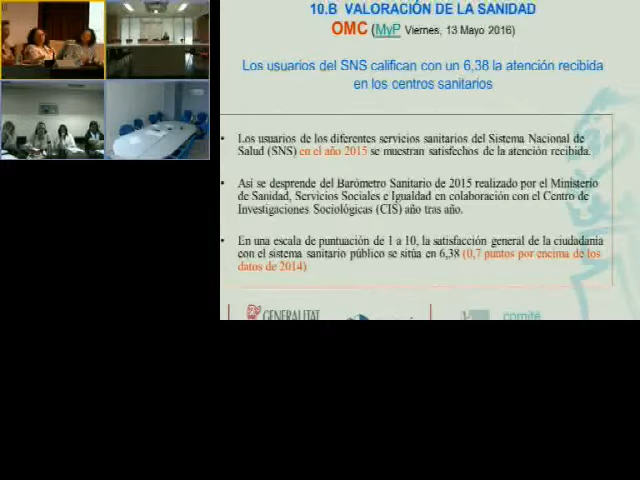 10.B VALORACIÓN DE LA SANIDAD
OMC (MyP Viernes, 13 Mayo 2016)
Los usuarios del SNS califican con un 6,38 la atención recibida
en los centros sanitarios
• Los usuarios de los diferentes servicios sanitarios del Sistema Nacional de
Salud (SNS) en el año 2015 se muestran satisfechos de la atención recibida.
• Así se desprende del Barómetro Sanitario de 2015 realizado por el Ministerio
de Sanidad, Servicios Sociales e Igualdad en colaboración con el Centro de
Investigaciones Sociológicas (CIS) año tras año.
• En una escala de puntuación de 1 a 10, la satisfacción general de la ciudadanía
con el sistema sanitario público se sitúa en 6,38 (0,7 puntos por encima de los
datos de 2014)
GENERALITAT
comité